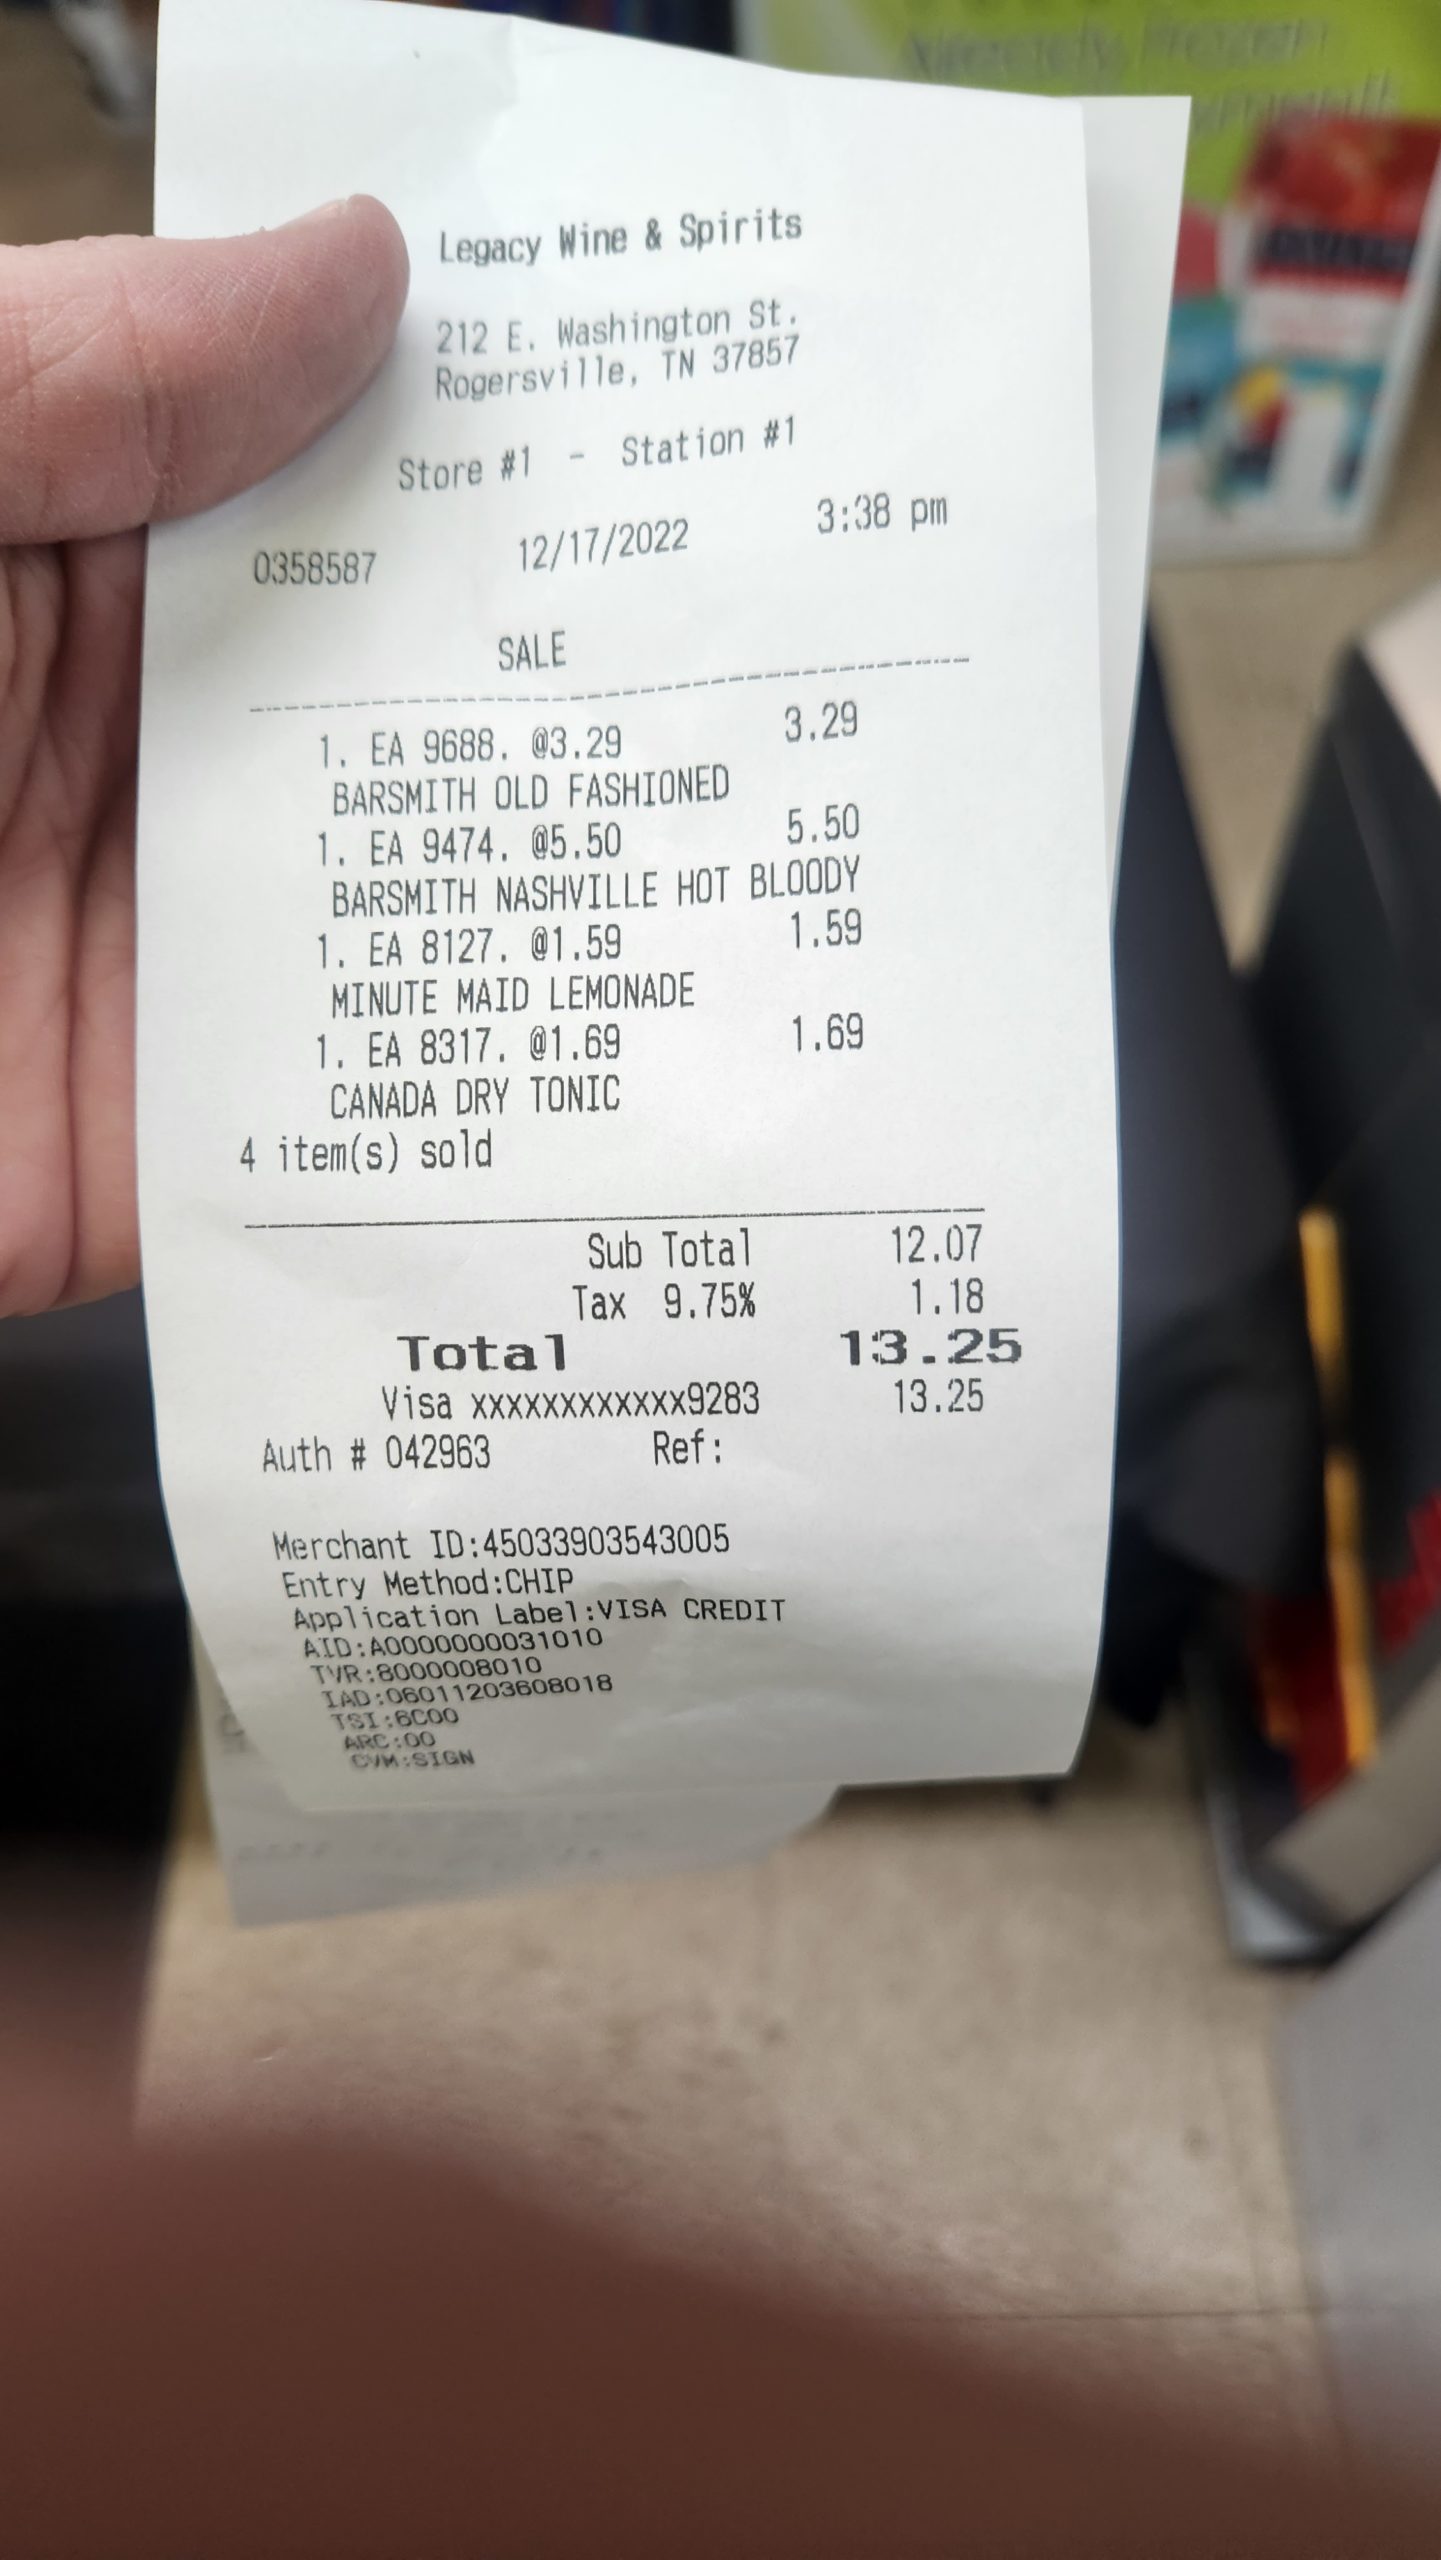 Legacy Wine & Spirits
212 E. Washington St.
Rogersville, TN 37857
Store #1 - Station #1
0358587 12/17/2022 3:38 pm
SALE
1. EA 9688. @3.29 3.29
BARSMITH OLD FASHIONED
1. EA 9474. @5.50 5.50
BARSMITH NASHVILLE HOT BLOODY
1. EA 8127. @1.59 1.59
MINUTE MAID LEMONADE
1. EA 8317. @1.69 1.69
CANADA DRY TONIC
4 item(s) sold
Sub Total 12.07
Tax 9.75% 1.18
Total 13.25
Visa xxxxxxxxxxxx9283 13.25
Auth # 042963 Ref:
Merchant ID:45033903543005
Entry Method:CHIP
Application Label:VISA CREDIT
AID:A0000000031010
TVR:8000008010
IAD:06011203608018
TSI:6C00
ARC:00
CVM:SIGN